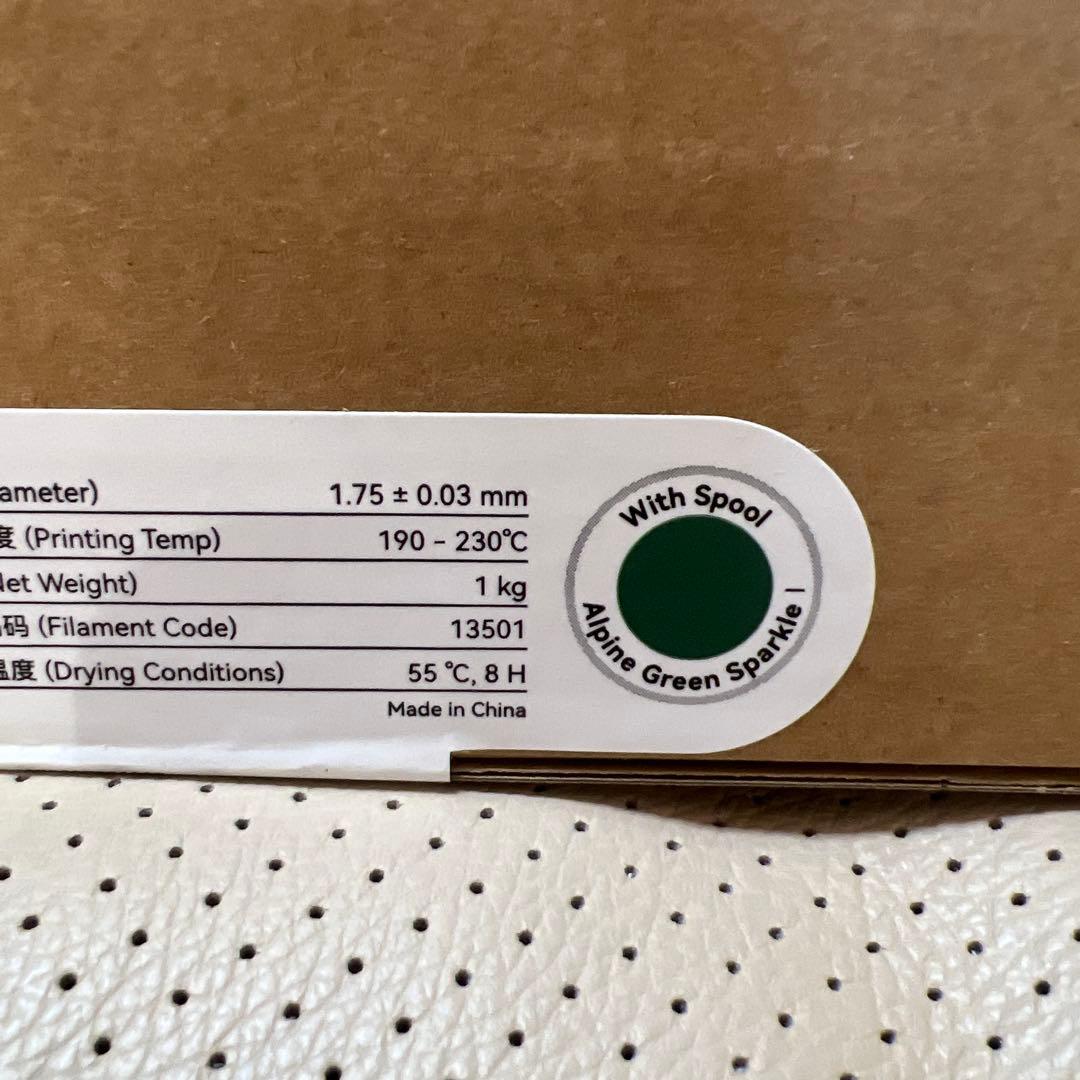 ameter) 1.75 ± 0.03 mm
度 (Printing Temp) 190 - 230℃
Net Weight) 1 kg
码 (Filament Code) 13501
温度 (Drying Conditions) 55 ℃, 8 H
Made in China
With Spool
Alpine Green Sparkle |